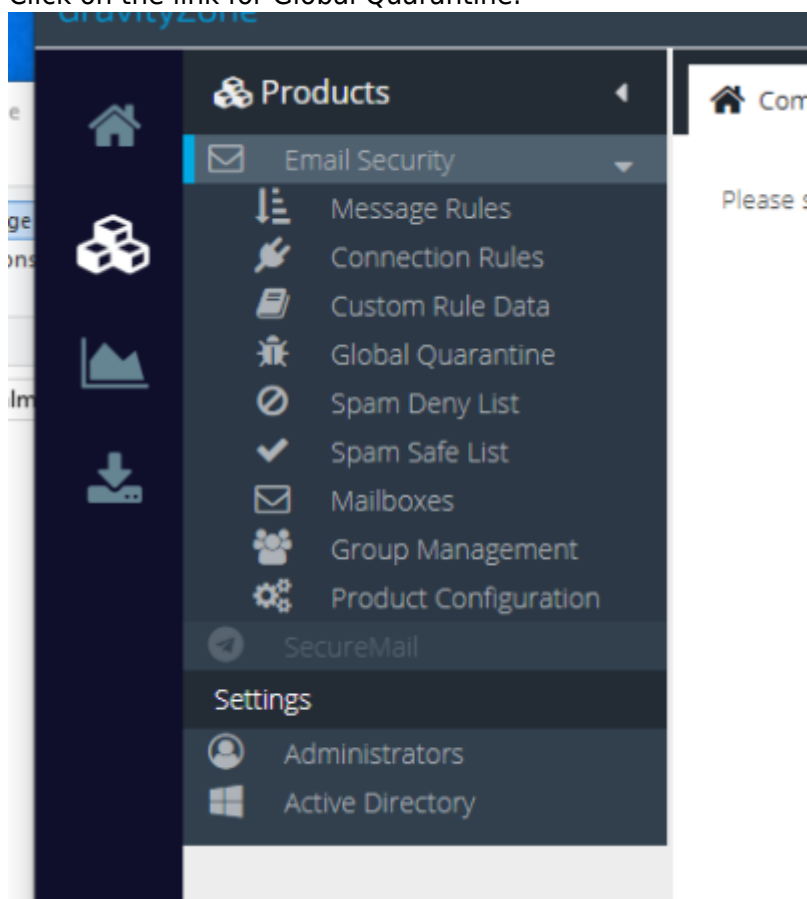 Click on the link for Global Quarantine.
GravityZone
Products
Com
Email Security
Please s
Message Rules
Connection Rules
Custom Rule Data
Global Quarantine
Spam Deny List
Spam Safe List
Mailboxes
Group Management
Product Configuration
SecureMail
Settings
Administrators
Active Directory